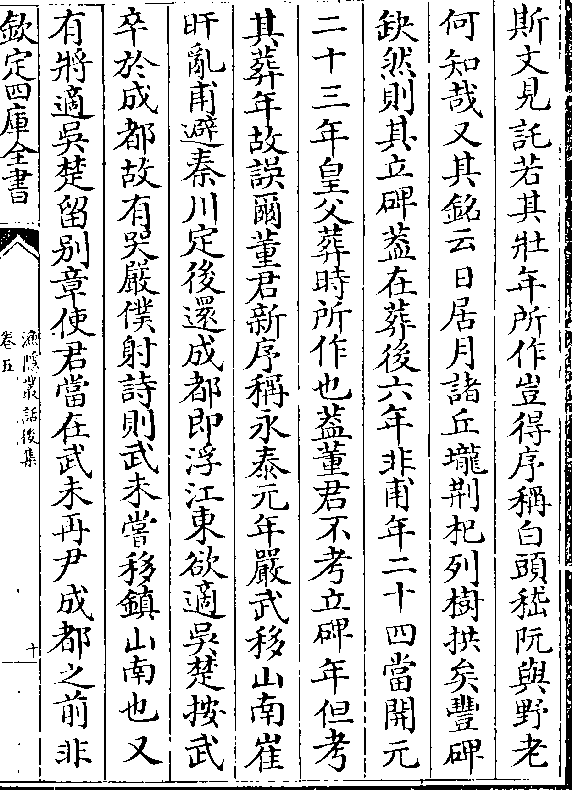 斯文見託若其壯年所作豈得序稱白頭嵇阮與野老
何知哉又其銘云日居月諸丘壠荆杞列樹拱矣豐碑
缺然則其立碑葢在葬後六年非甫年二十四當開元
二十三年皇父葬時所作也葢董君不考立碑年但考
其葬年故誤爾董君新序稱永泰元年嚴武移山南崔
旰亂甫避秦川定後還成都即浮江東欲適吳楚按武
卒於成都故有哭嚴僕射詩則武未嘗移鎮山南也又
有將適吳楚留别章使君當在武未再尹成都之前非
欽定四庫全書
漁隱叢話後集
卷五
十